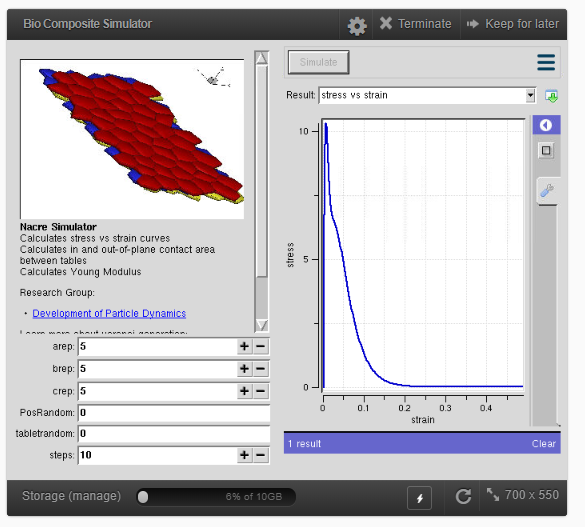 Bio Composite Simulator
Terminate
Keep for later
Nacre Simulator
Calculates stress vs strain curves
Calculates in and out-of-plane contact area
between tables
Calculates Young Modulus
Research Group:
• Development of Particle Dynamics
Learn more about voronoi generation:
arep: 5
brep: 5
crep: 5
PosRandom: 0
tabletrandom: 0
steps: 10
Simulate
Result: stress vs strain
10
5
0
stress
0 0.1 0.2 0.3 0.4
strain
1 result Clear
Storage (manage) 6% of 10GB
700 x 550